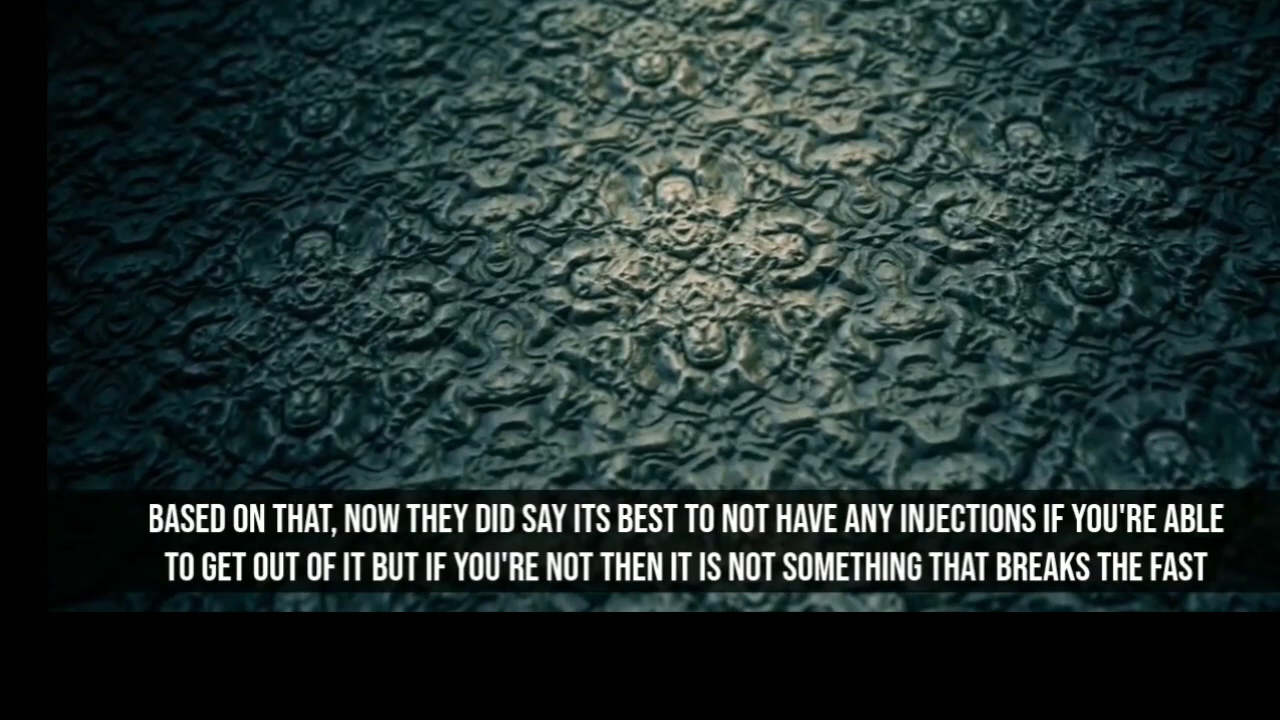 BASED ON THAT, NOW THEY DID SAY ITS BEST TO NOT HAVE ANY INJECTIONS IF YOU'RE ABLE
TO GET OUT OF IT BUT IF YOU"RE NOT THEN IT IS NOT SOMETHING THAT BREAKS THE FAST